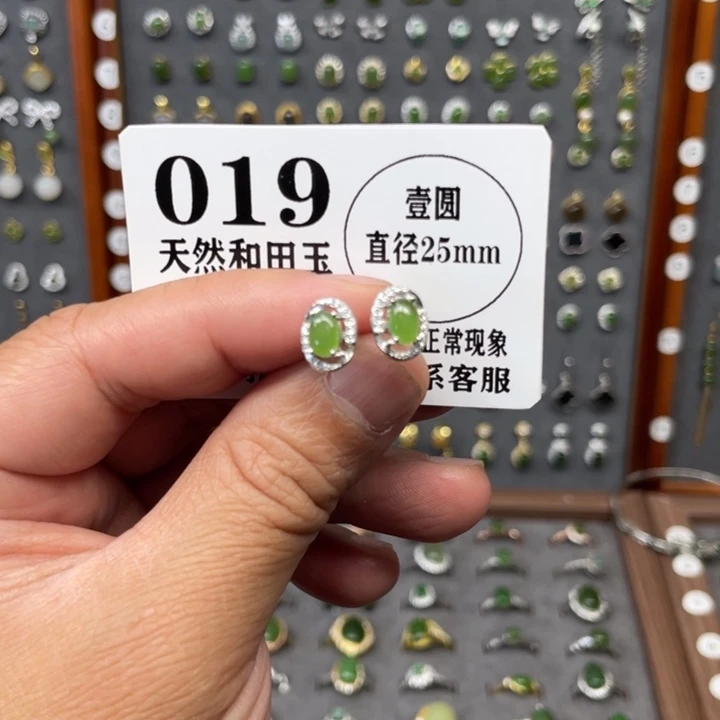 019
天然和田玉
壹圆
直径25mm
正常现象
系客服